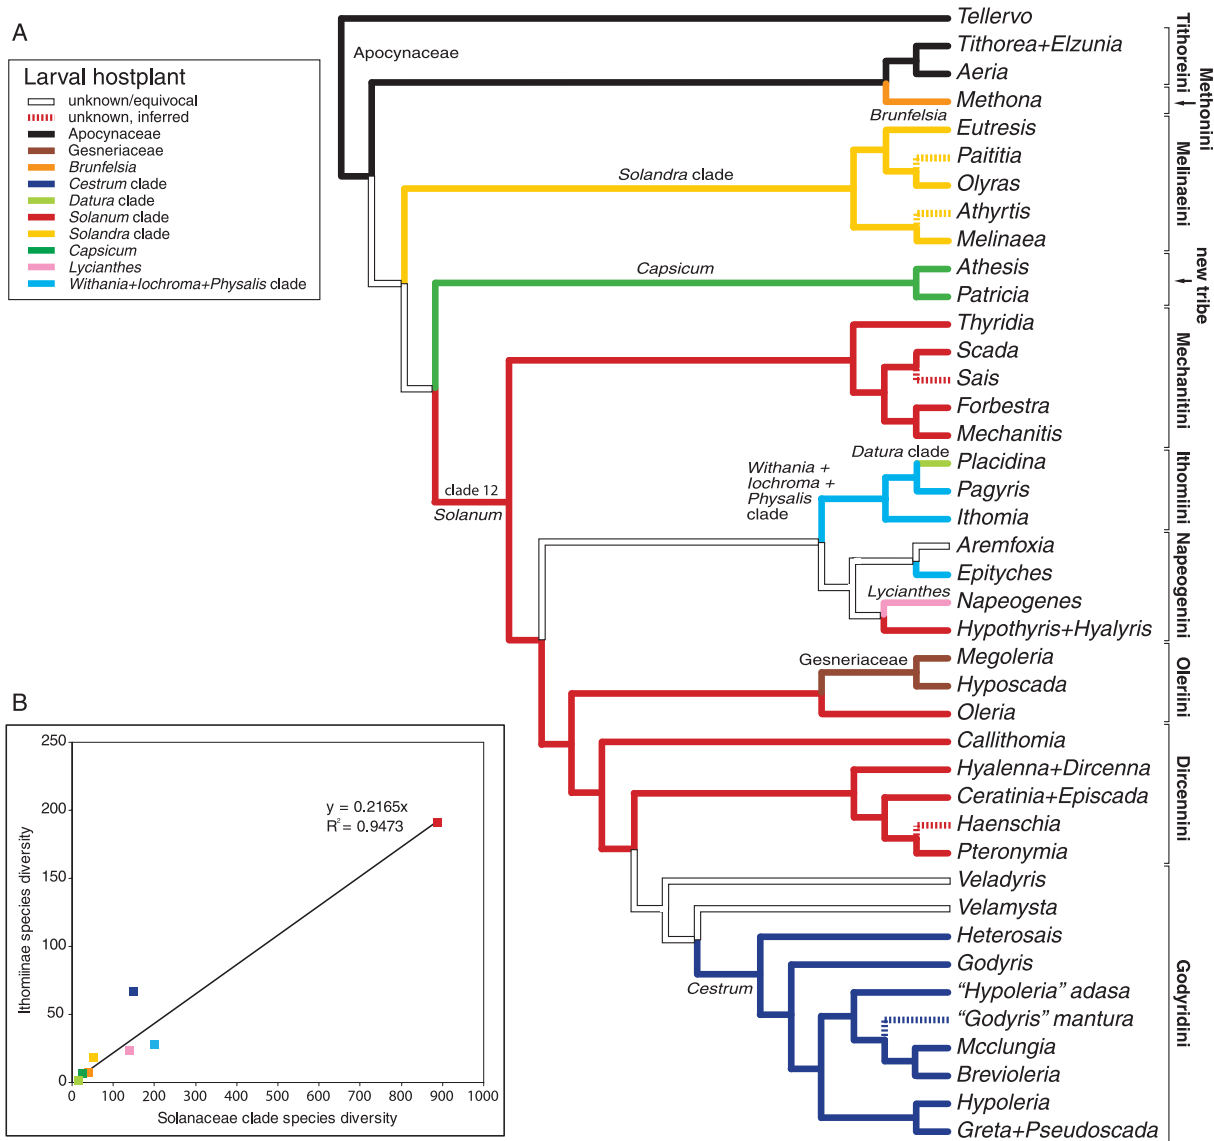 A
Larval hostplant
unknown/equivocal
unknown, inferred
Apocynaceae
Gesneriaceae
Brunfelsia
Cestrum clade
Datura clade
Solanum clade
Solandra clade
Capsicum
Lycianthes
Withania+Iochroma+Physalis clade
Apocynaceae
Brunfelsia
Solandra clade
Capsicum
clade 12
Solanum
Withania +
Iochroma +
Physalis
clade
Datura clade
Lycianthes
Gesneriaceae
Cestrum
Tellervo
Tithorea+Elzunia
Aeria
Methona
Eutresis
Paititia
Olyras
Athyrtis
Melinaea
Athesis
Patricia
Thyridia
Scada
Sais
Forbestra
Mechanitis
Placidina
Pagyris
Ithomia
Aremfoxia
Epityches
Napeogenes
Hypothyris+Hyalyris
Megoleria
Hyposcada
Oleria
Callithomia
Hyalenna+Dircenna
Ceratinia+Episcada
Haenschia
Pteronymia
Veladyris
Velamysta
Heterosais
Godyris
“Hypoleria” adasa
“Godyris” mantura
Mcclungia
Brevioleria
Hypoleria
Greta+Pseudoscada
Tithoreini
Methonini
Melinaeini
new tribe
Mechanitini
Ithomiini
Napeogenini
Oleriini
Dircennini
Godyridini
B
Ithomiinae species diversity
250
200
150
100
50
0
y = 0.2165x
R² = 0.9473
0 100 200 300 400 500 600 700 800 900 1000
Solanaceae clade species diversity